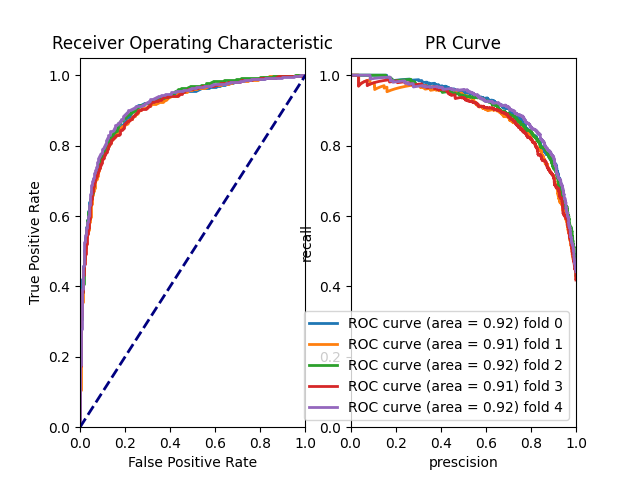 Receiver Operating Characteristic
PR Curve
1.0
0.8
0.6
0.4
0.2
0.0
True Positive Rate
0.0 0.2 0.4 0.6 0.8 1.0
False Positive Rate
1.0
0.8
0.6
0.4
0.2
0.0
recall
0.0 0.2 0.4 0.6 0.8 1.0
prescision
ROC curve (area = 0.92) fold 0
ROC curve (area = 0.91) fold 1
ROC curve (area = 0.92) fold 2
ROC curve (area = 0.91) fold 3
ROC curve (area = 0.92) fold 4